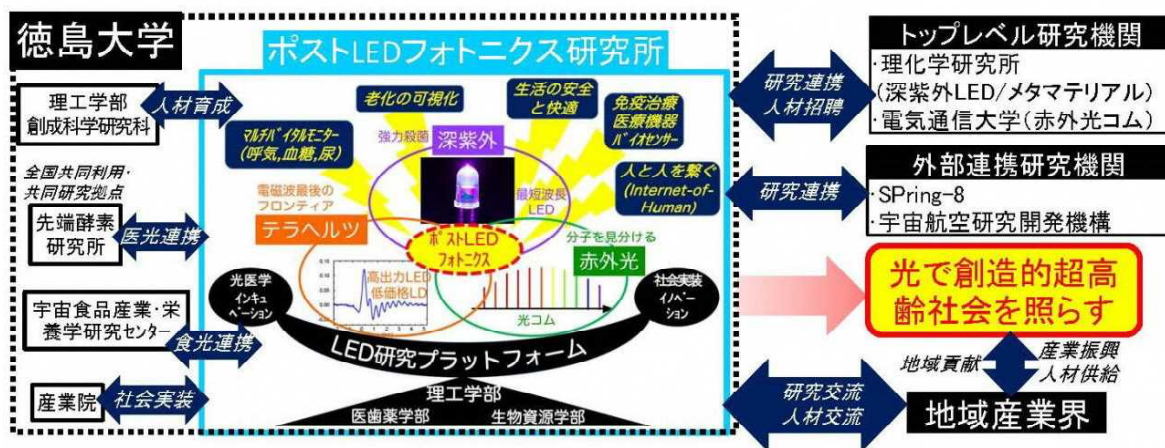 徳島大学
理工学部
創成科学研究科
人材育成
全国共同利用・
共同研究拠点
先端酵素
研究所
医光連携
宇宙食品産業・栄
養学研究センター
食光連携
産業院
社会実装
ポストLEDフォトニクス研究所
老化の可視化
生活の安全
と快適
免疫治療
医療機器
バイオセンサー
マルチバイタルモニター
(呼気,血糖,尿)
強力殺菌
深紫外
人と人を繋ぐ
(Internet-of-
Human)
電磁波最後の
フロンティア
最短波長
LED
テラヘルツ
ポストLED
フォトニクス
分子を見分ける
赤外光
高出力LED
低価格LD
0.15
0.10
0.05
0.00
0 1 2 3 4 5
光コム
光医学
インキュ
ベーション
社会実装
イノベー
ション
LED研究プラットフォーム
理工学部
医歯薬学部
生物資源学部
研究連携
人材招聘
トップレベル研究機関
・理化学研究所
(深紫外LED/メタマテリアル)
・電気通信大学(赤外光コム)
研究連携
外部連携研究機関
・SPring-8
・宇宙航空研究開発機構
光で創造的超高
齢社会を照らす
地域貢献
産業振興
人材供給
研究交流
人材交流
地域産業界